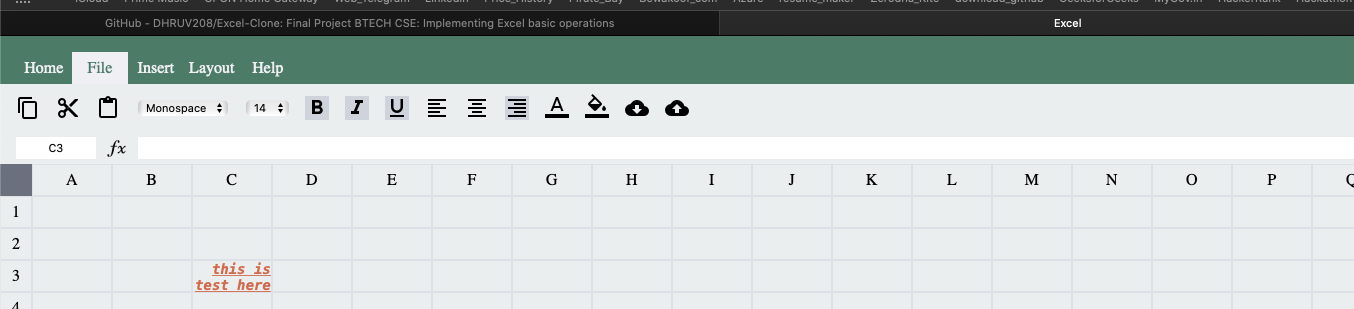 GitHub - DHRUV208/Excel-Clone: Final Project BTECH CSE: Implementing Excel basic operations
Excel
Home File Insert Layout Help
Monospace 14 B I U A
C3 fx
A B C D E F G H I J K L M N O P
1
2
3
this is
test here
4